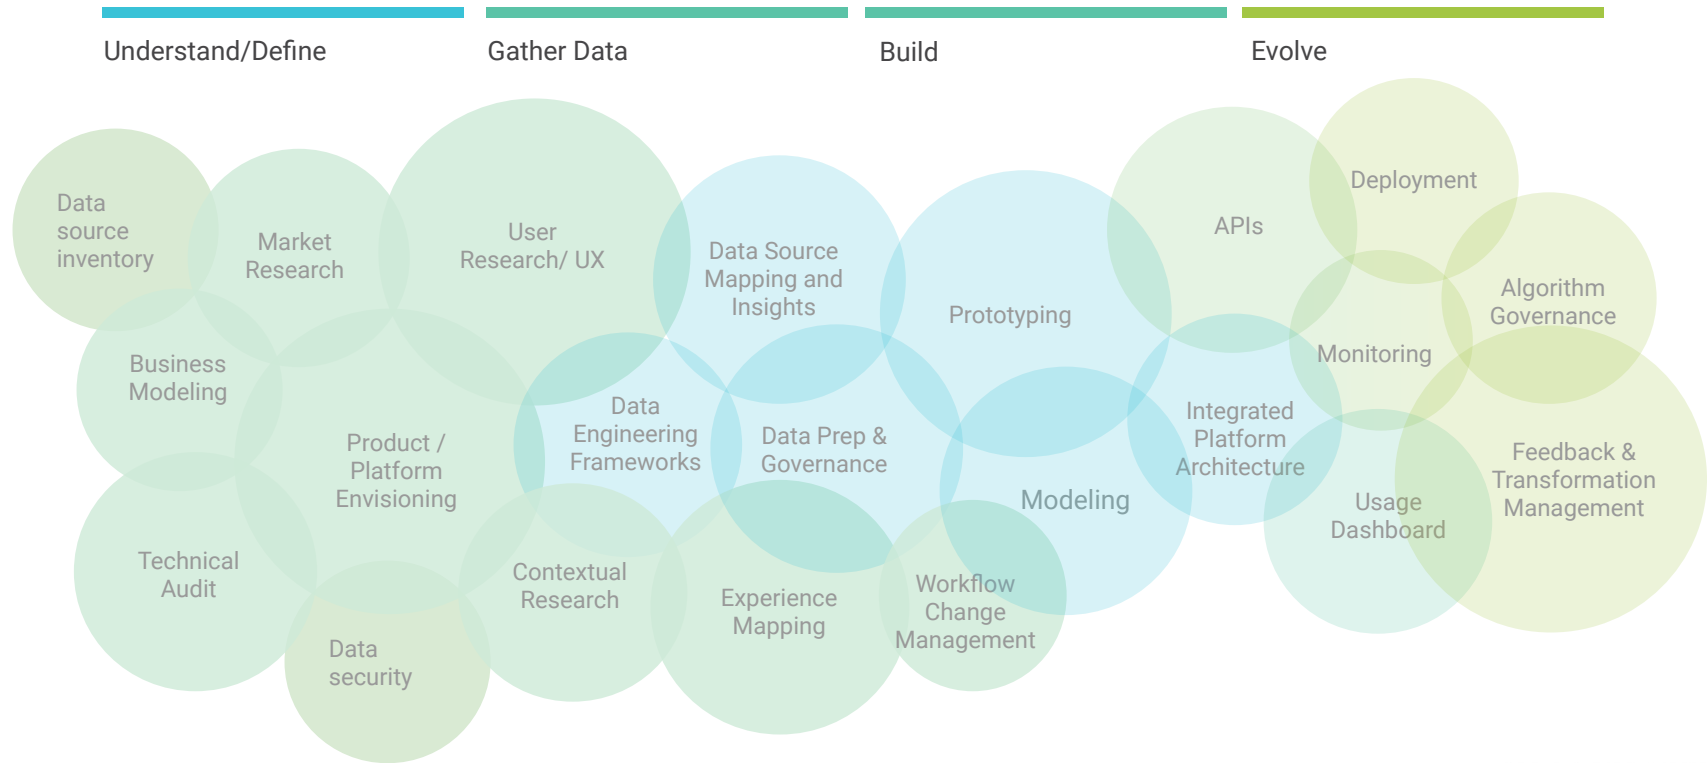 Understand/Define
Gather Data
Build
Evolve
Data
source
inventory
Market
Research
User
Research/ UX
Data Source
Mapping and
Insights
Prototyping
APIs
Deployment
Algorithm
Governance
Monitoring
Business
Modeling
Product /
Platform
Envisioning
Data
Engineering
Frameworks
Data Prep &
Governance
Modeling
Integrated
Platform
Architecture
Usage
Dashboard
Feedback &
Transformation
Management
Technical
Audit
Data
security
Contextual
Research
Experience
Mapping
Workflow
Change
Management